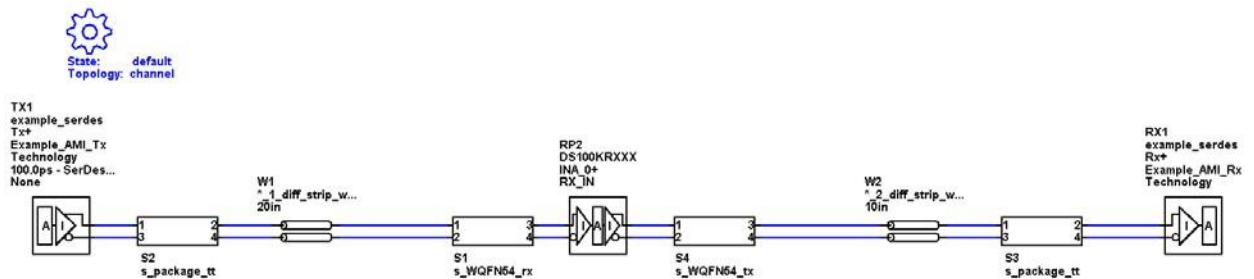 State: default
Topology: channel
TX1
example_serdes
Tx+
Example_AMI_Tx
Technology
100.0ps - SerDes...
None
A
I
1 2
3 4
S2
s_package_tt
W1
*_1_diff_strip_w...
20in
1 3
2 4
S1
s_WQFN54_rx
RP2
DS100KRXXX
INA_0+
RX_IN
I A I
1 3
2 4
S4
s_WQFN54_tx
W2
*_2_diff_strip_w...
10in
1 2
3 4
S3
s_package_tt
RX1
example_serdes
Rx+
Example_AMI_Rx
Technology
I A